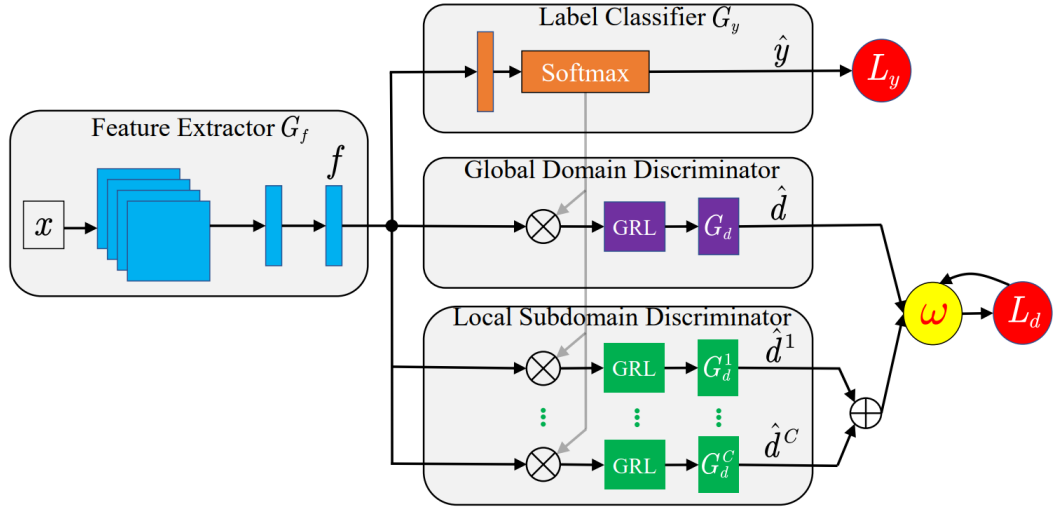 Label Classifier G_y
Softmax
ŷ
L_y
Feature Extractor G_f
x
f
Global Domain Discriminator
GRL
G_d
d̂
ω
L_d
Local Subdomain Discriminator
GRL
G_d^1
d̂^1
GRL
G_d^C
d̂^C